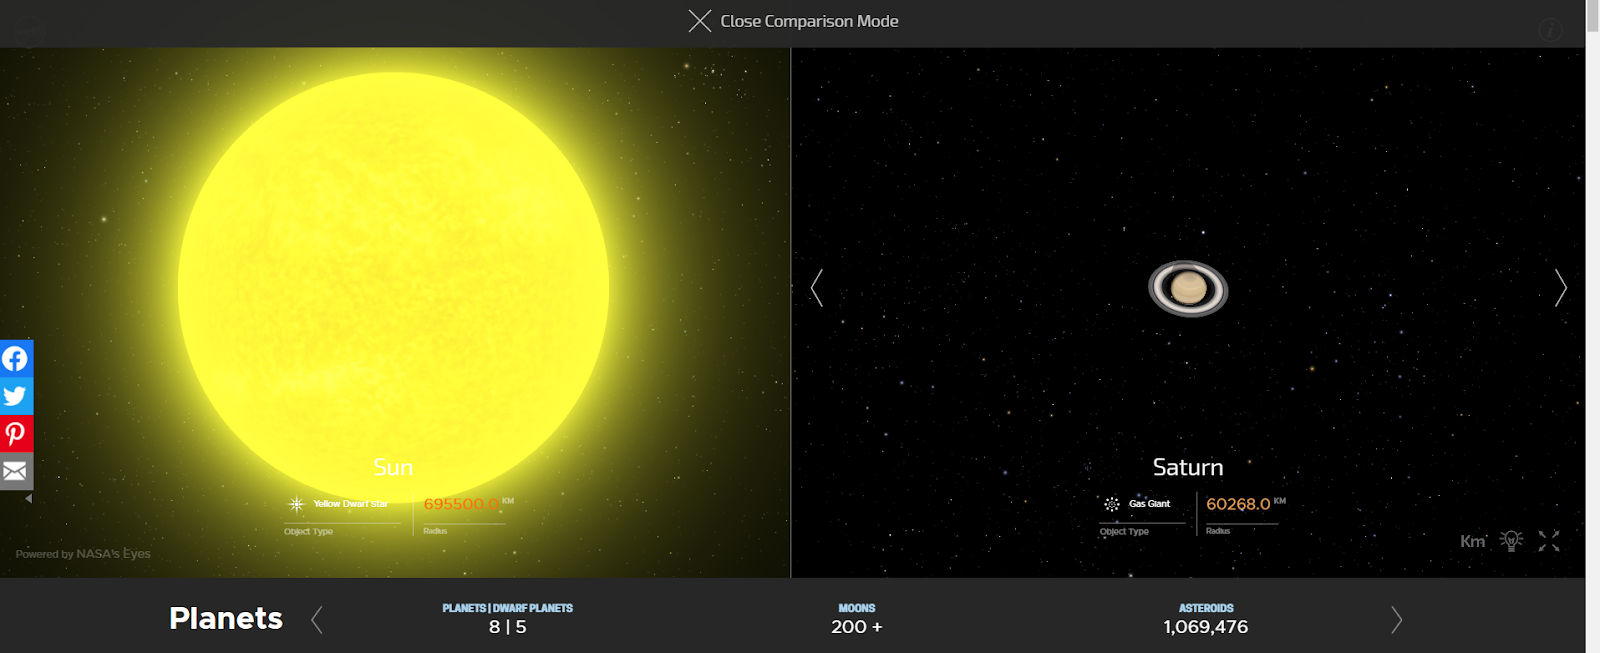 Close Comparison Mode
Sun
Yellow Dwarf star
695500.0 KM
Object Type
Radius
Powered by NASA's Eyes
Saturn
Gas Giant
60268.0 KM
Object Type
Radius
Km
Planets
PLANETS | DWARF PLANETS
8 | 5
MOONS
200 +
ASTEROIDS
1,069,476